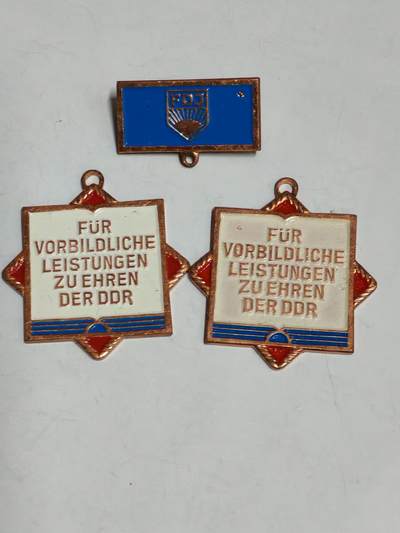 FDJ
FÜR
VORBILDLICHE
LEISTUNGEN
ZU EHREN
DER DDR
FÜR
VORBILDLICHE
LEISTUNGEN
ZU EHREN
DER DDR